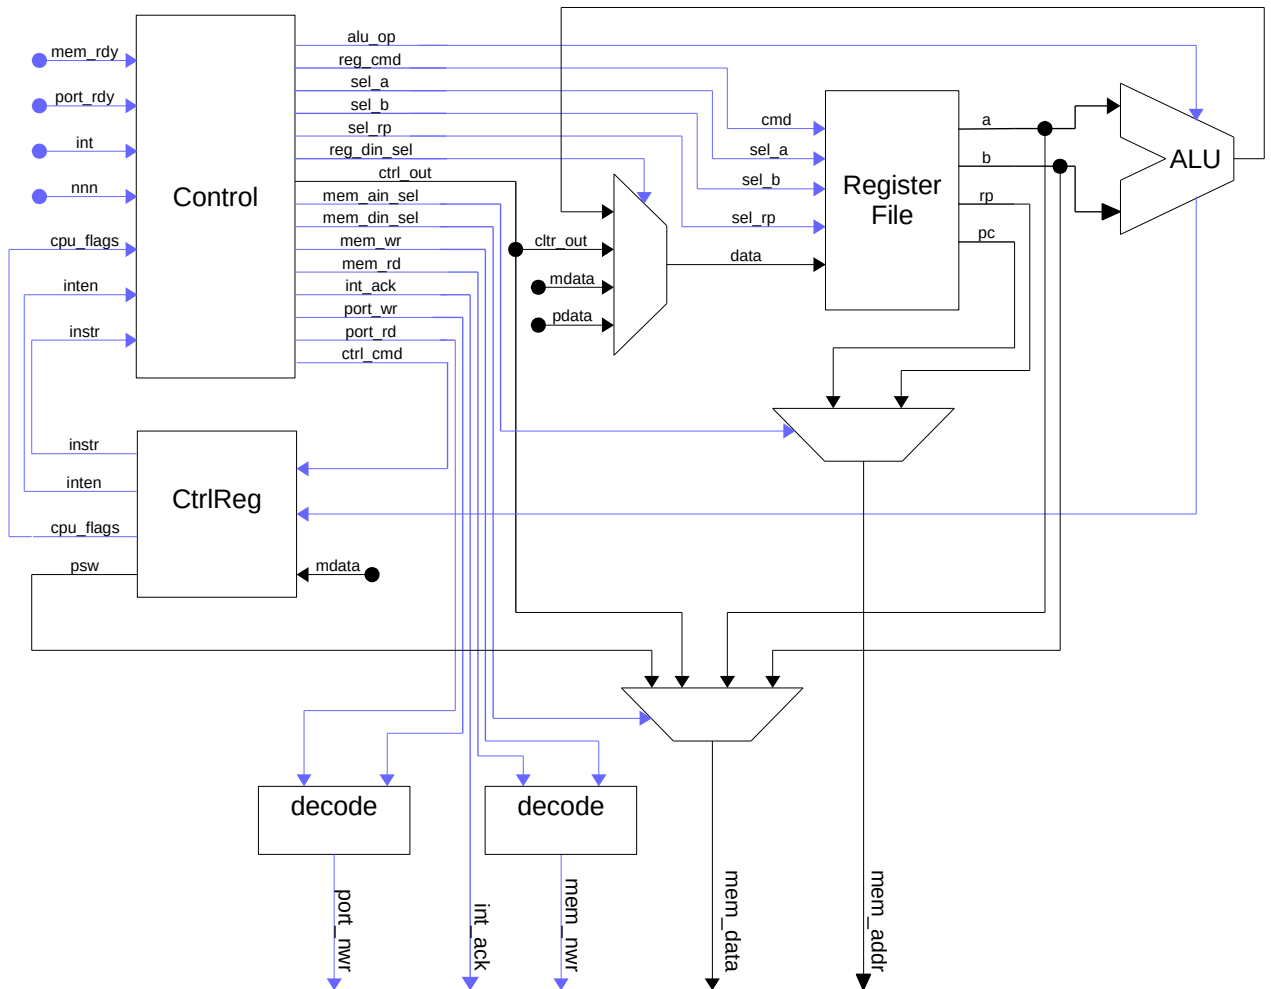 mem_rdy
port_rdy
int
nnn
cpu_flags
inten
instr
Control
alu_op
reg_cmd
sel_a
sel_b
sel_rp
reg_din_sel
ctrl_out
mem_ain_sel
mem_din_sel
mem_wr
mem_rd
int_ack
port_wr
port_rd
ctrl_cmd
cltr_out
mdata
pdata
data
cmd
sel_a
sel_b
sel_rp
Register
File
a
b
rp
pc
ALU
instr
inten
cpu_flags
psw
CtrlReg
mdata
decode
decode
port_nwr
int_ack
mem_nwr
mem_data
mem_addr